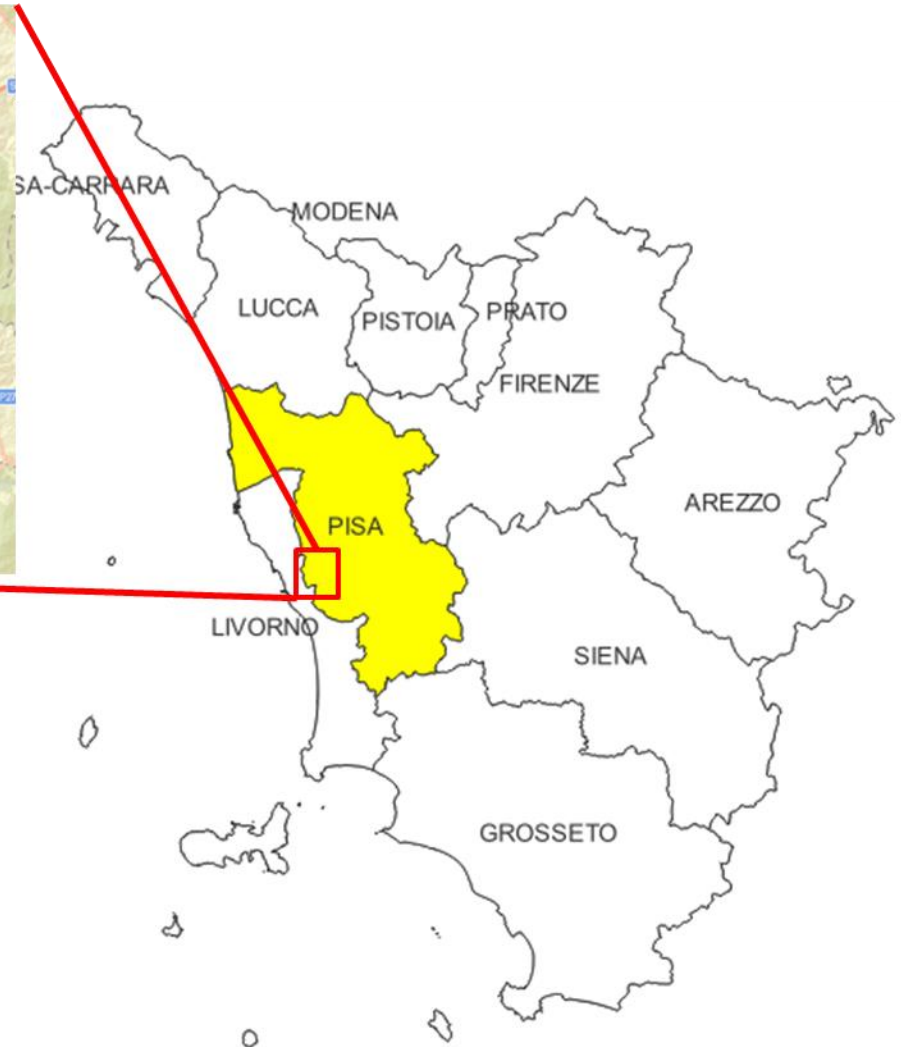 SA-CARRARA
MODENA
LUCCA
PISTOIA
PRATO
FIRENZE
AREZZO
PISA
LIVORNO
SIENA
GROSSETO